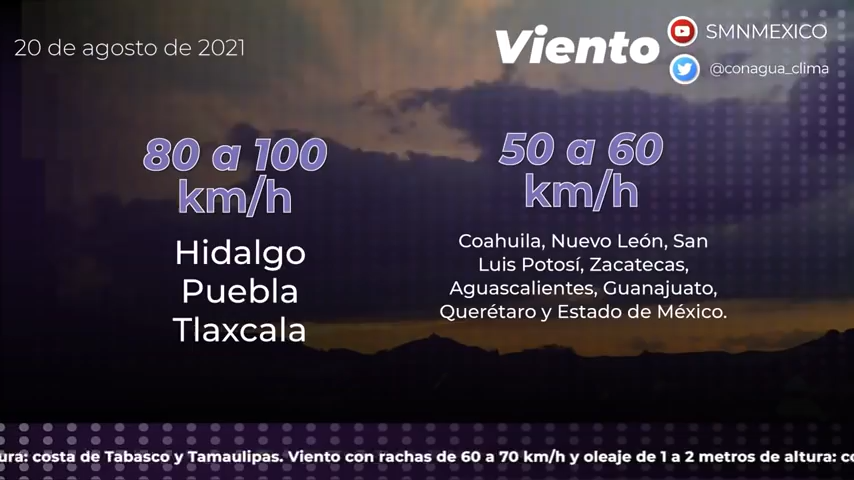 20 de agosto de 2021
Viento
SMNMEXICO
@conagua_clima
80 a 100
km/h
Hidalgo
Puebla
Tlaxcala
50 a 60
km/h
Coahuila, Nuevo León, San
Luis Potosí, Zacatecas,
Aguascalientes, Guanajuato,
Querétaro y Estado de México.
costa de Tabasco y Tamaulipas. Viento con rachas de 60 a 70 km/h y oleaje de 1 a 2 metros de altura: